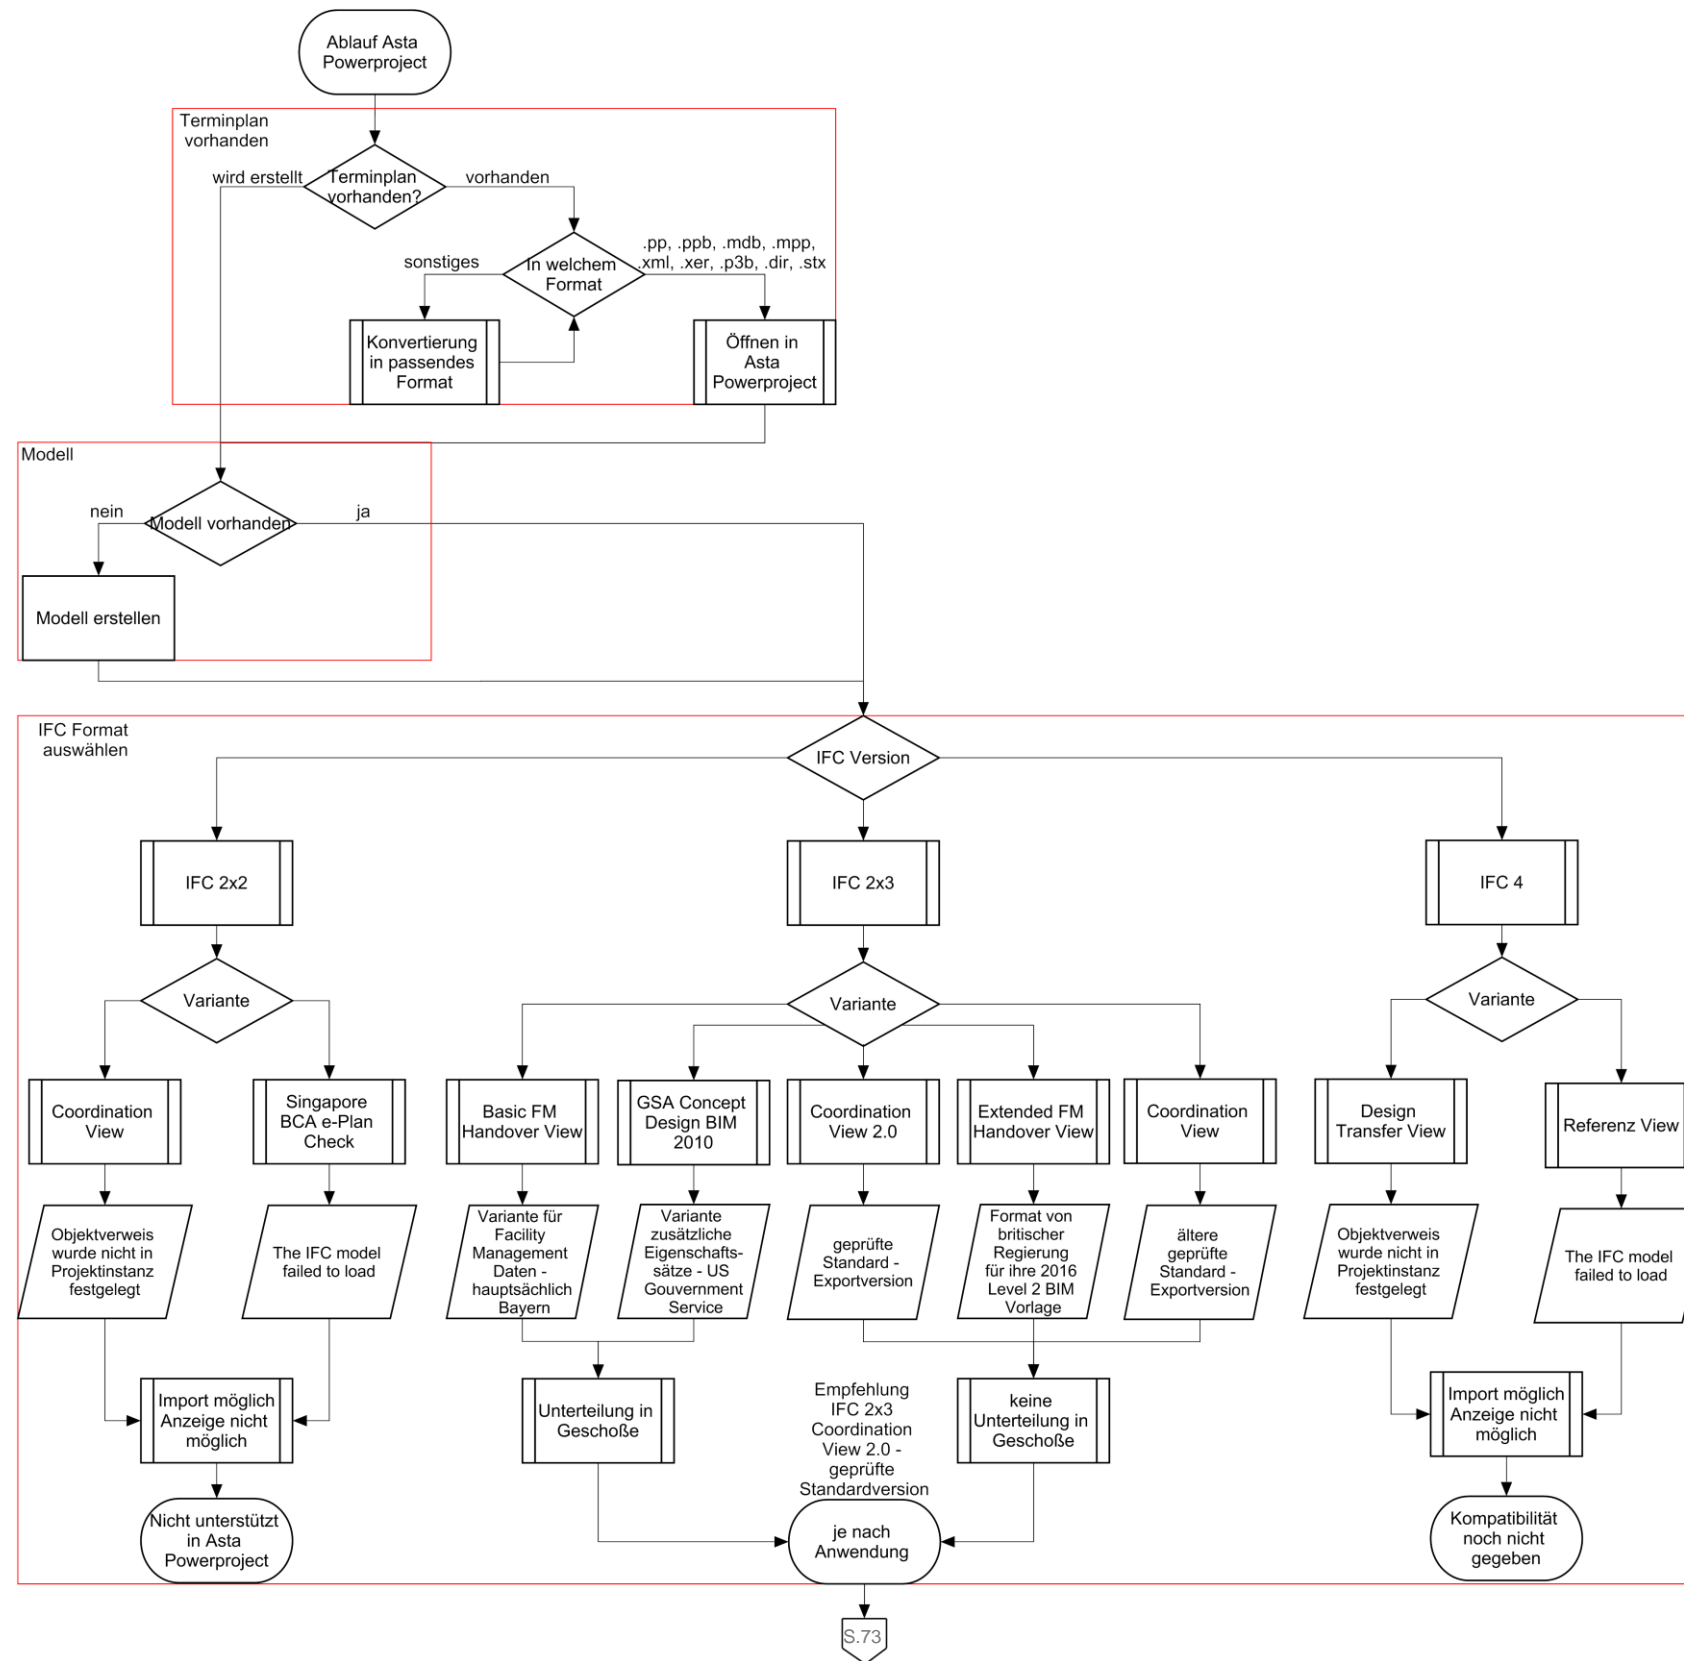 Ablauf Asta
Powerproject
Terminplan
vorhanden
wird erstellt
Terminplan
vorhanden?
vorhanden
sonstiges
In welchem
Format
.pp, .ppb, .mdb, .mpp,
.xml, .xer, .p3b, .dir, .stx
Konvertierung
in passendes
Format
Öffnen in
Asta
Powerproject
Modell
nein
Modell vorhanden
ja
Modell erstellen
IFC Format
auswählen
IFC Version
IFC 2x2
IFC 2x3
IFC 4
Variante
Variante
Variante
Coordination
View
Singapore
BCA e-Plan
Check
Basic FM
Handover View
GSA Concept
Design BIM
2010
Coordination
View 2.0
Extended FM
Handover View
Coordination
View
Design
Transfer View
Referenz View
Objektverweis
wurde nicht in
Projektinstanz
festgelegt
The IFC model
failed to load
Variante für
Facility
Management
Daten -
hauptsächlich
Bayern
Variante
zusätzliche
Eigenschafts-
sätze - US
Gouvernment
Service
geprüfte
Standard -
Exportversion
Format von
britischer
Regierung
für ihre 2016
Level 2 BIM
Vorlage
ältere
geprüfte
Standard -
Exportversion
Objektverweis
wurde nicht in
Projektinstanz
festgelegt
The IFC model
failed to load
Import möglich
Anzeige nicht
möglich
Unterteilung in
Geschoße
Empfehlung
IFC 2x3
Coordination
View 2.0 -
geprüfte
Standardversion
keine
Unterteilung in
Geschoße
Import möglich
Anzeige nicht
möglich
Nicht unterstützt
in Asta
Powerproject
je nach
Anwendung
Kompatibilität
noch nicht
gegeben
S.73